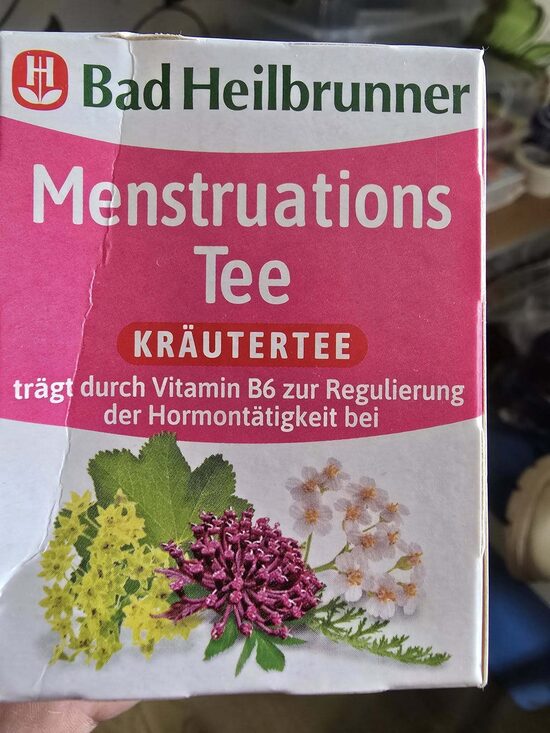 Bad Heilbrunner
Menstruations
Tee
KRÄUTERTEE
trägt durch Vitamin B6 zur Regulierung
der Hormontätigkeit bei